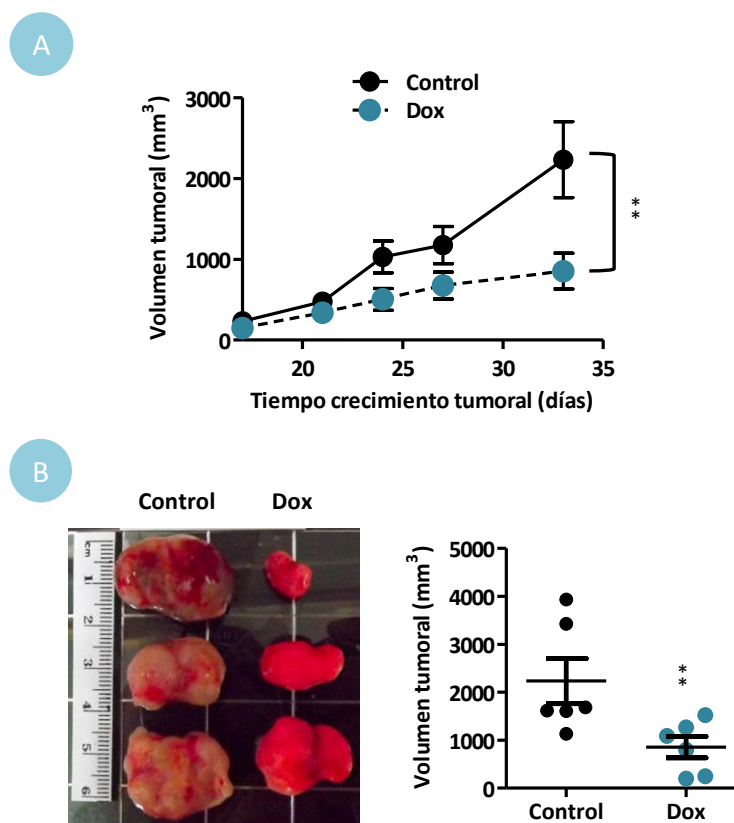 A
Control
Dox
Volumen tumoral (mm³)
3000
2000
1000
0
**
20 25 30 35
Tiempo crecimiento tumoral (días)
B
Control Dox
cm
1
2
3
4
5
6
Volumen tumoral (mm³)
5000
4000
3000
2000
1000
0
**
Control Dox